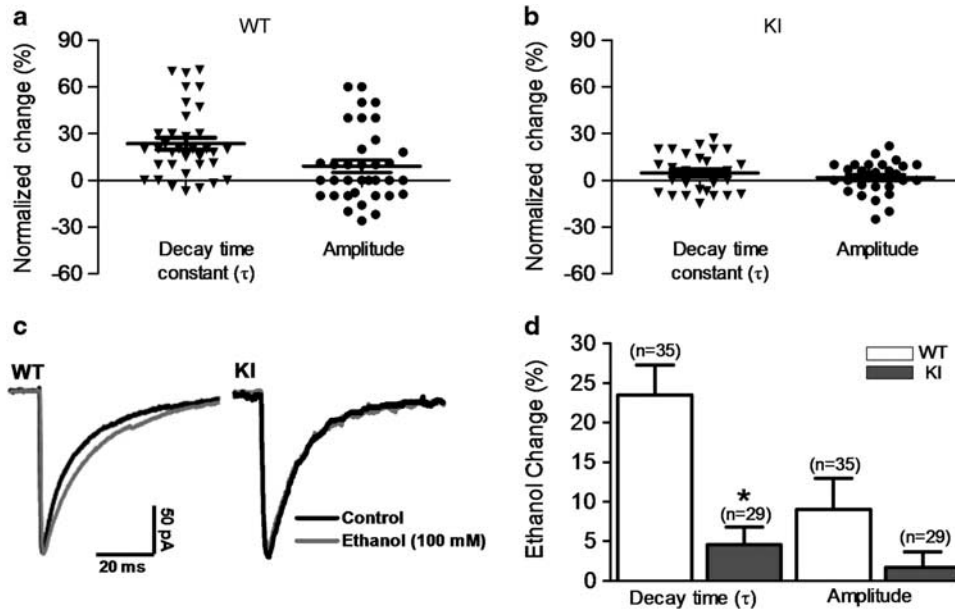 a
WT
Normalized change (%)
90
60
30
0
-30
-60
Decay time
constant (τ)
Amplitude
b
KI
Normalized change (%)
90
60
30
0
-30
-60
Decay time
constant (τ)
Amplitude
c
WT
KI
50 pA
20 ms
Control
Ethanol (100 mM)
d
Ethanol Change (%)
30
25
20
15
10
5
0
(n=35)
*
(n=29)
(n=35)
(n=29)
WT
KI
Decay time (τ)
Amplitude